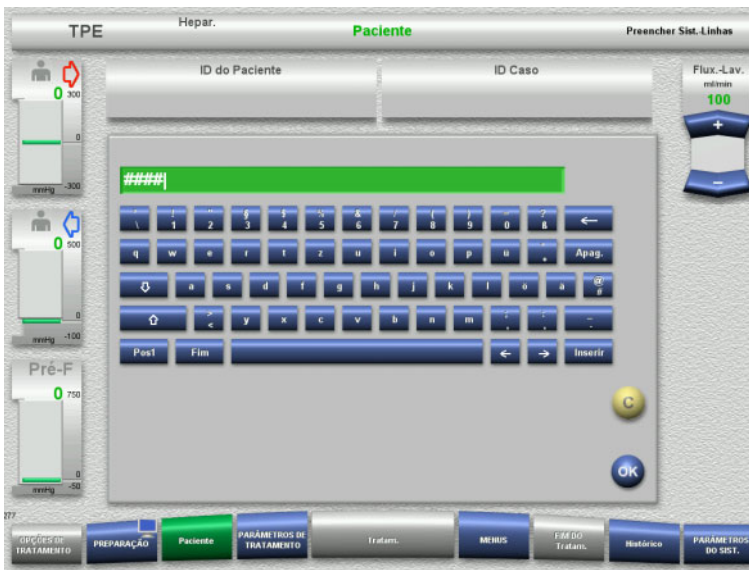 TPE
Hepar.
Paciente
Preencher Sist.-Linhas
0 300
0
mmHg -300
0 500
0
mmHg -100
Pré-F
0 750
0
mmHg -50
ID do Paciente
ID Caso
Flux.-Lav.
ml/min
100
+
–
####
\ ! 1 " 2 § 3 $ 4 % 5 & 6 / 7 ( 8 ) 9 = 0 ? ß ←
q w e r t z u i o p ü * + Apag.
a s d f g h j k l ö ä @ #
> < y x c v b n m ; , : . _ -
Pos1 Fim ← → Inserir
C
OK
277
OPÇÕES DE TRATAMENTO
PREPARAÇÃO
Paciente
PARÂMETROS DE TRATAMENTO
Tratam.
MENUS
FIM DO Tratam.
Histórico
PARÂMETROS DO SIST.